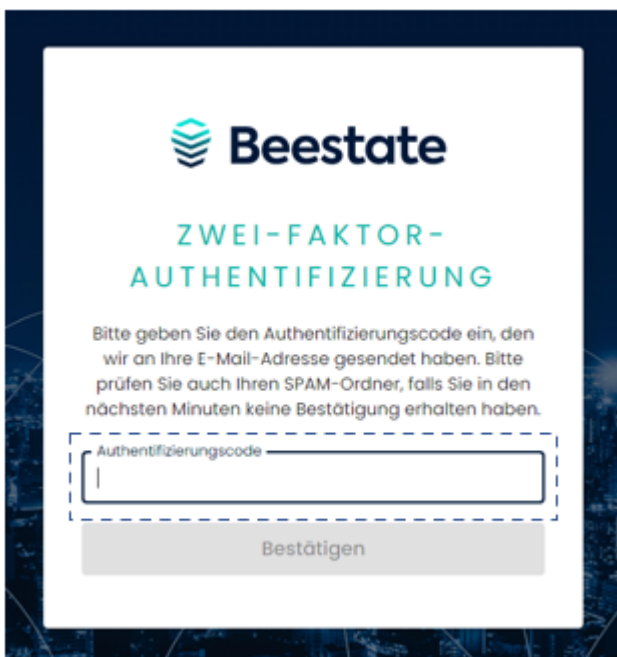 Beestate
ZWEI-FAKTOR-
AUTHENTIFIZIERUNG
Bitte geben Sie den Authentifizierungscode ein, den
wir an Ihre E-Mail-Adresse gesendet haben. Bitte
prüfen Sie auch Ihren SPAM-Ordner, falls Sie in den
nächsten Minuten keine Bestätigung erhalten haben.
Authentifizierungscode
Bestätigen